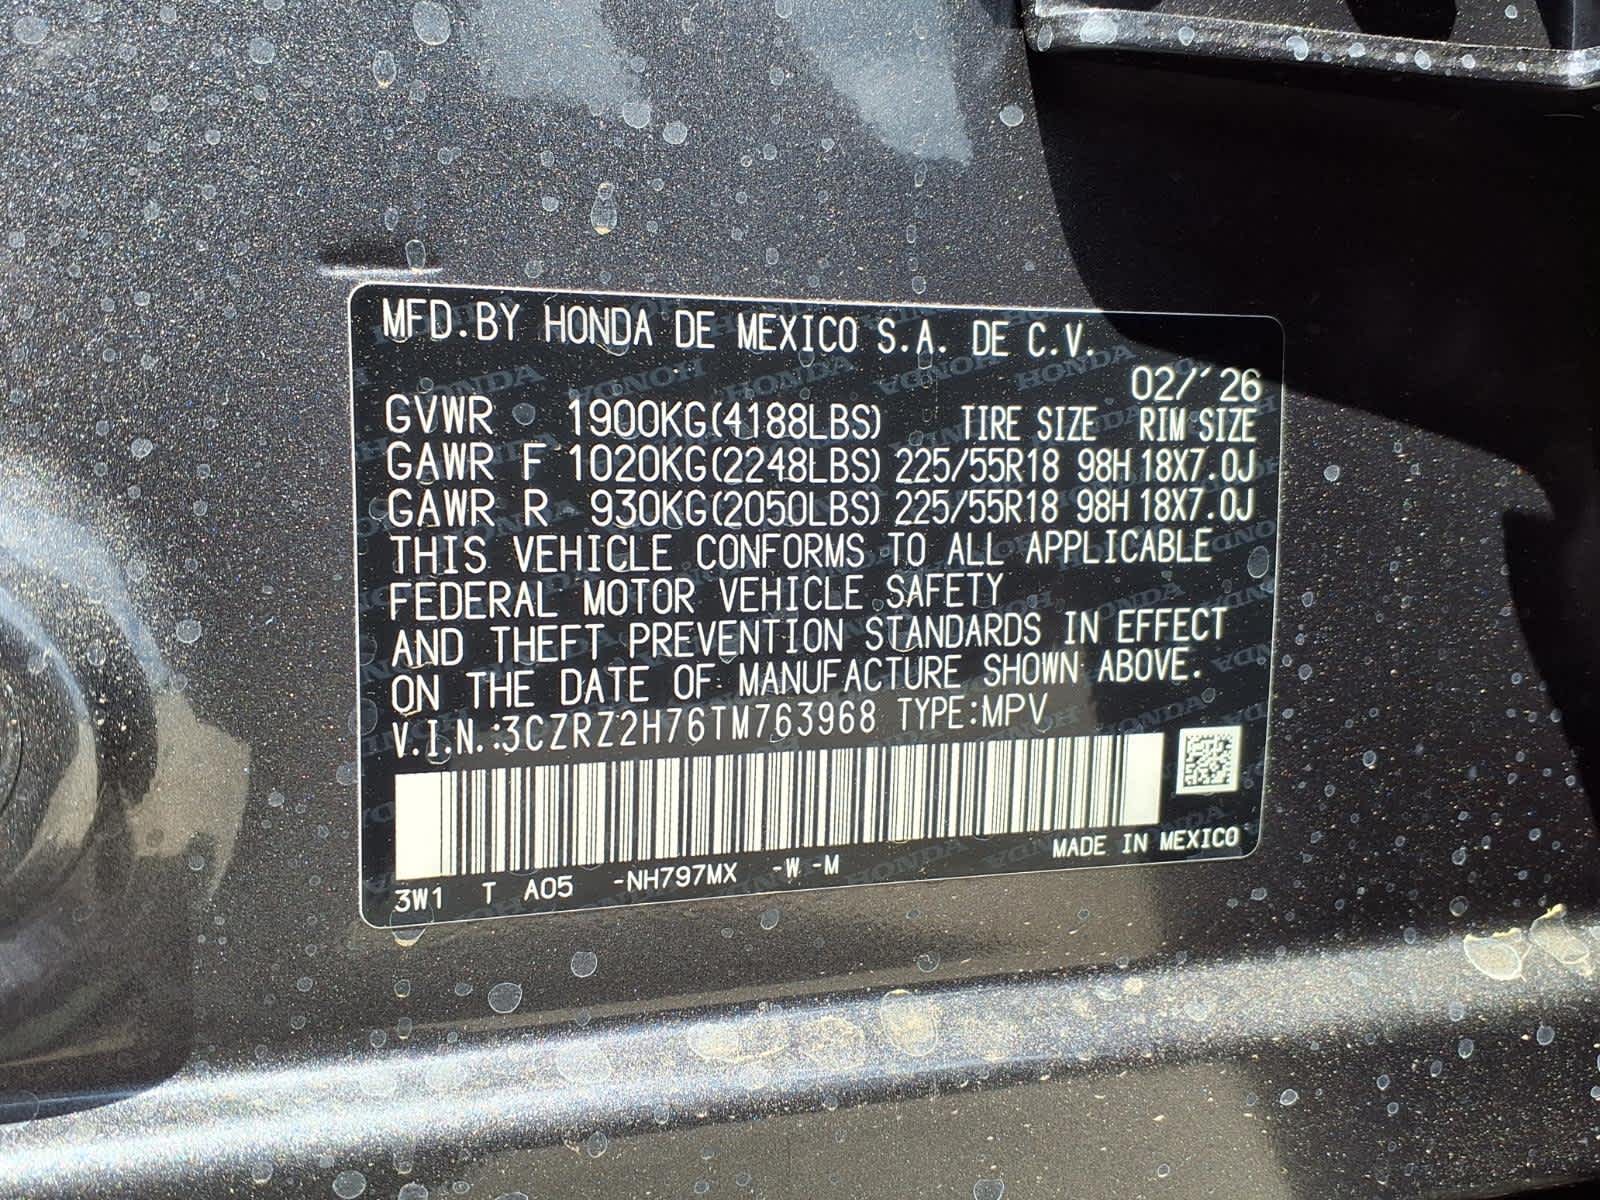 MFD.BY HONDA DE MEXICO S.A. DE C.V.
02/'26
GVWR 1900KG(4188LBS) TIRE SIZE RIM SIZE
GAWR F 1020KG(2248LBS) 225/55R18 98H 18X7.0J
GAWR R 930KG(2050LBS) 225/55R18 98H 18X7.0J
THIS VEHICLE CONFORMS TO ALL APPLICABLE
FEDERAL MOTOR VEHICLE SAFETY
AND THEFT PREVENTION STANDARDS IN EFFECT
ON THE DATE OF MANUFACTURE SHOWN ABOVE.
V.I.N.:3CZRZ2H76TM763968 TYPE:MPV
MADE IN MEXICO
3W1 T A05 -NH797MX -W -M